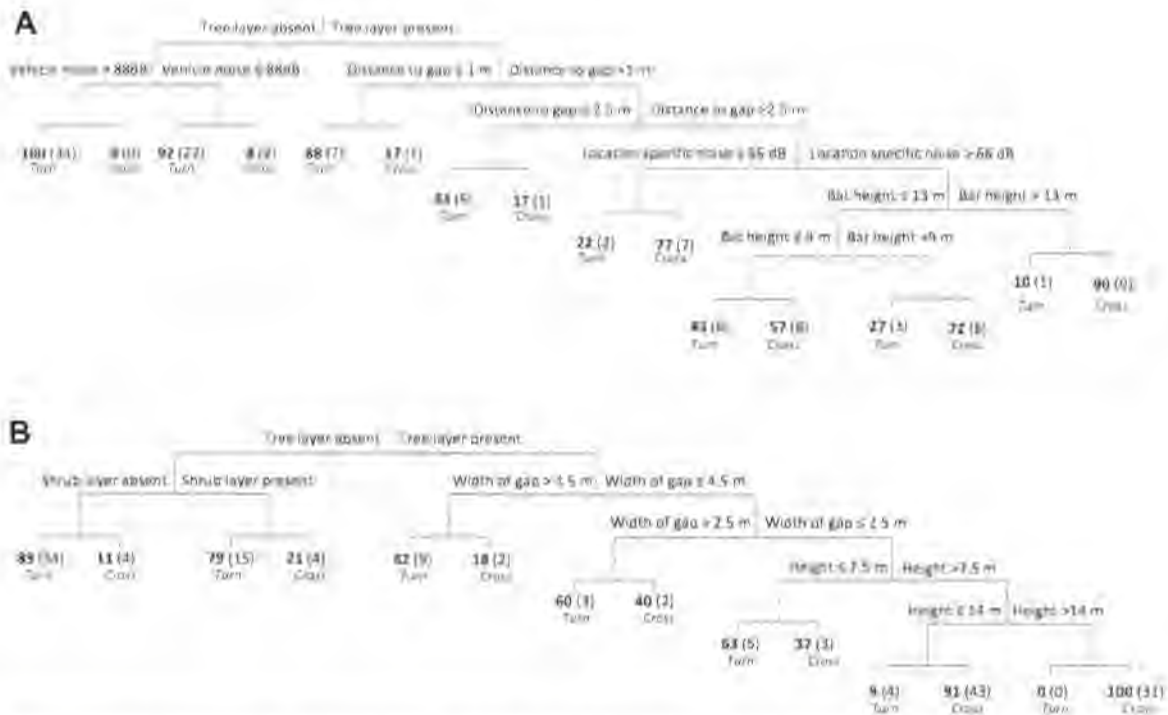 A
Tree layer absent Tree layer present
Vehicle noise 88dB Vehicle noise 88dB Distance to gap ≤ 1 m Distance to gap >1 m
Distance to gap 2.5 m Distance to gap >2.5 m
Location specific noise 66 dB Location specific noise > 66 dB
100 0 (0) 92 (22) 8 (2) 88 (7) (1)
Turn Cross Turn Cross Turn Cross
Bat height ≤ 13 m Bat height > 13 m
(5) 17 (1)
Turn Cross
22 (2) 77 (7)
Turn Cross
Bat height m Bat height >9 m
10 (1) 90
Turn Cross
57 (8) 27 (3) 72 (8)
Turn Cross Turn Cross
B
Tree layer absent Tree layer present
Shrub layer absent Shrub layer present Width of gap > 4.5 m Width of gap ≤ 4.5 m
Width of gap > 2.5 m Width of gap ≤ 2.5 m
89 (34) 11 (4) 79 (15) 21 (4) 82 (9) 18 (2)
Turn Cross Turn Cross Turn Cross
Height ≤ 7.5 m Height >7.5 m
60 (3) 40 (2)
Turn Cross
Height ≤ 14 m Height >14 m
63 (5) 37 (3)
Turn Cross
9 (4) 91 (43) 0 (0) 100 (31)
Turn Cross Turn Cross